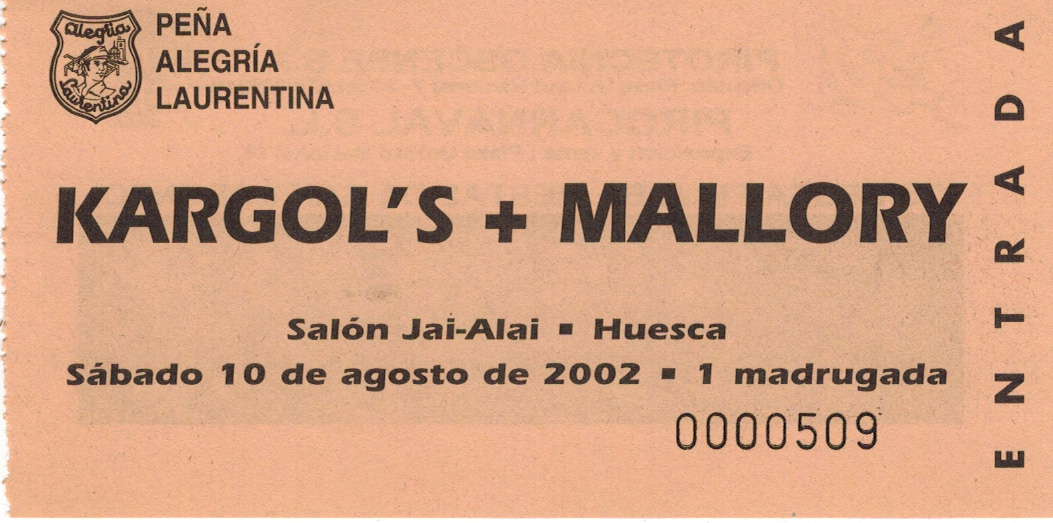 Alegría
Laurentina
PEÑA
ALEGRÍA
LAURENTINA
KARGOL'S + MALLORY
Salón Jai-Alai ▪ Huesca
Sábado 10 de agosto de 2002 ▪ 1 madrugada
0000509
ENTRADA